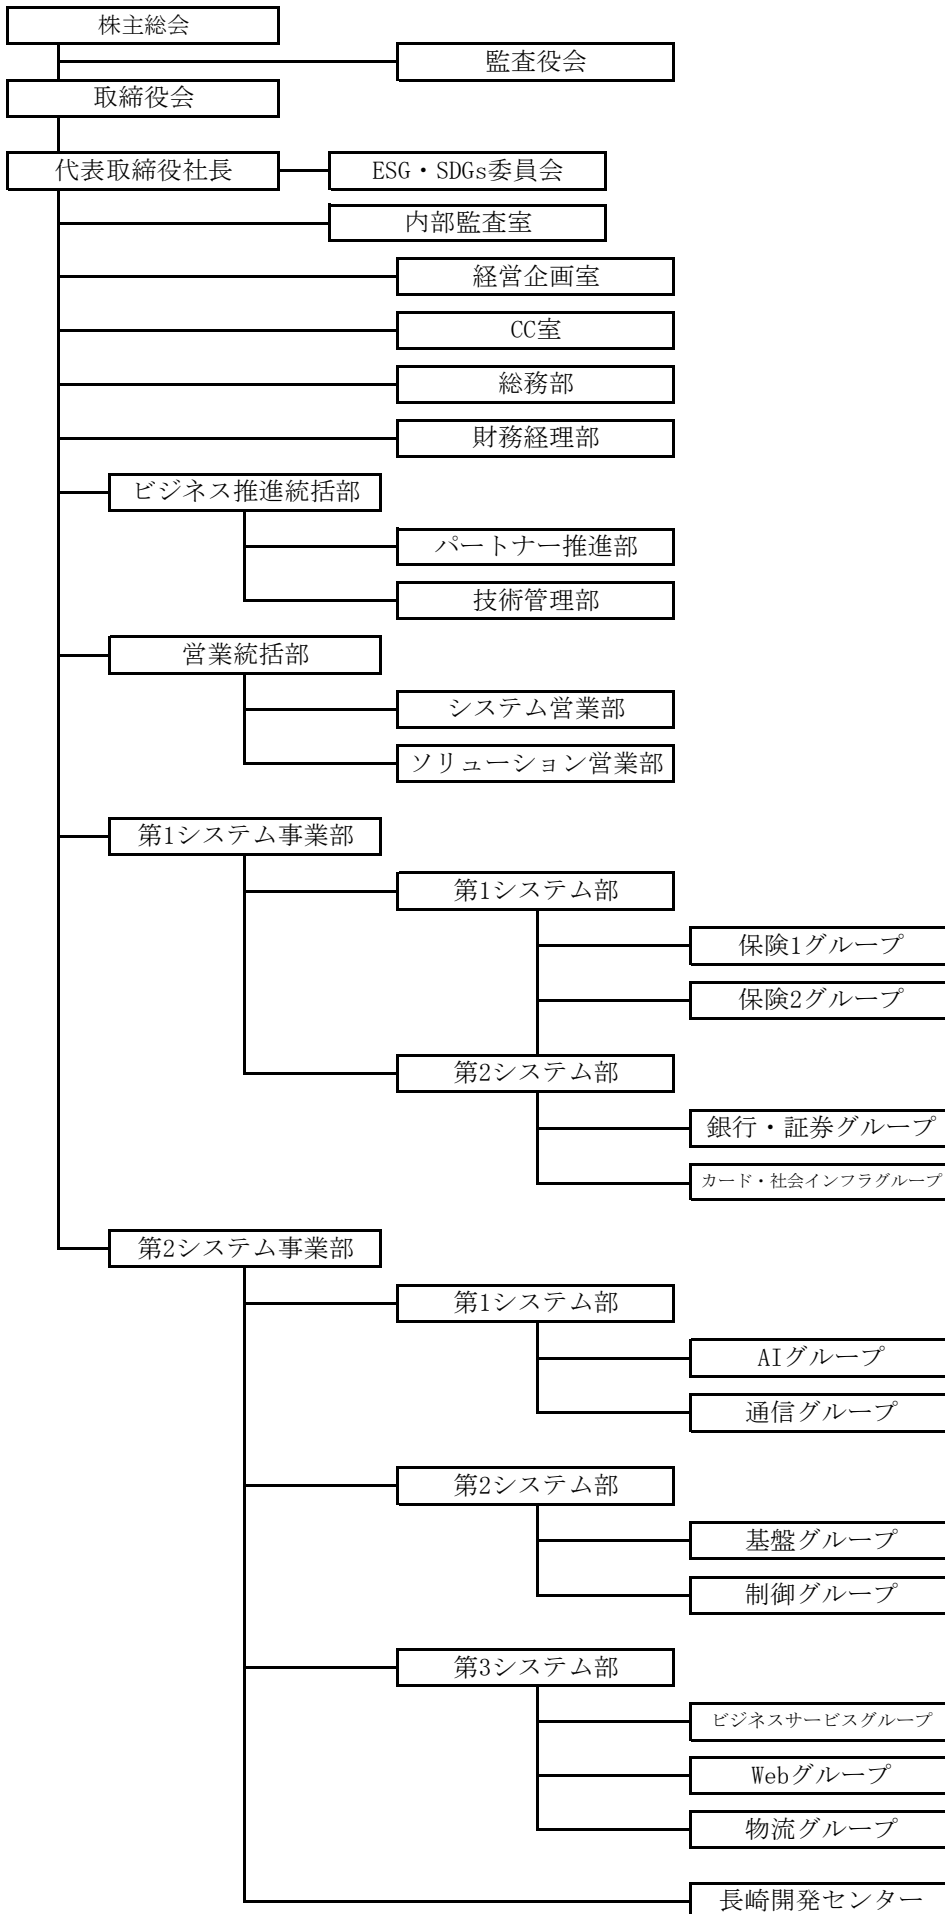 株主総会
監査役会
取締役会
代表取締役社長
ESG・SDGs委員会
内部監査室
経営企画室
CC室
総務部
財務経理部
ビジネス推進統括部
パートナー推進部
技術管理部
営業統括部
システム営業部
ソリューション営業部
第1システム事業部
第1システム部
保険1グループ
保険2グループ
第2システム部
銀行・証券グループ
カード・社会インフラグループ
第2システム事業部
第1システム部
AIグループ
通信グループ
第2システム部
基盤グループ
制御グループ
第3システム部
ビジネスサービスグループ
Webグループ
物流グループ
長崎開発センター